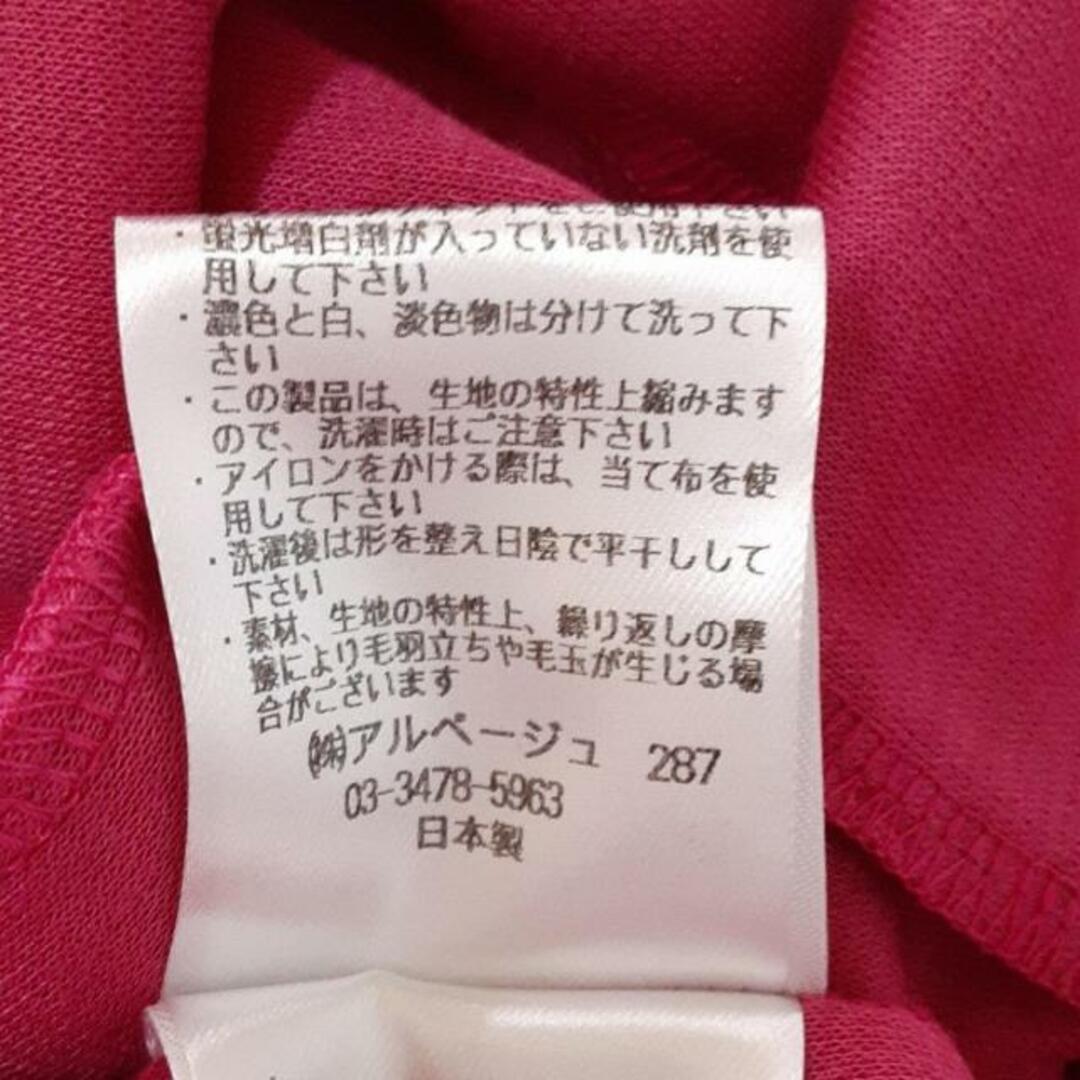 をご使用下さい
・蛍光増白剤が入っていない洗剤を使
用して下さい
・濃色と白、淡色物は分けて洗って下
さい
・この製品は、生地の特性上縮みます
ので、洗濯時はご注意下さい
・アイロンをかける際は、当て布を使
用して下さい
・洗濯後は形を整え日陰で平干しして
下さい
・素材、生地の特性上、繰り返しの摩
擦により毛羽立ちや毛玉が生じる場
合がございます
㈱アルページュ 287
03-3478-5963
日本製